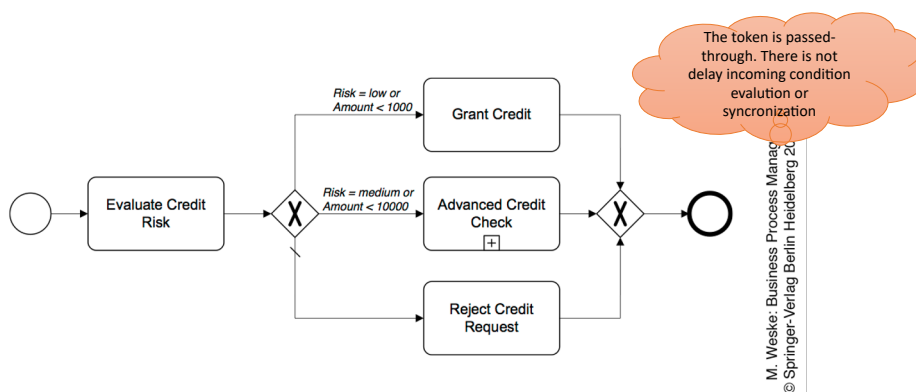 The token is passed-
through. There is not
delay incoming condition
evalution or
syncronization
Risk = low or
Amount < 1000
Grant Credit
Evaluate Credit
Risk
Risk = medium or
Amount < 10000
Advanced Credit
Check
Reject Credit
Request
M. Weske: Business Process
© Springer-Verlag Berlin Heidelberg